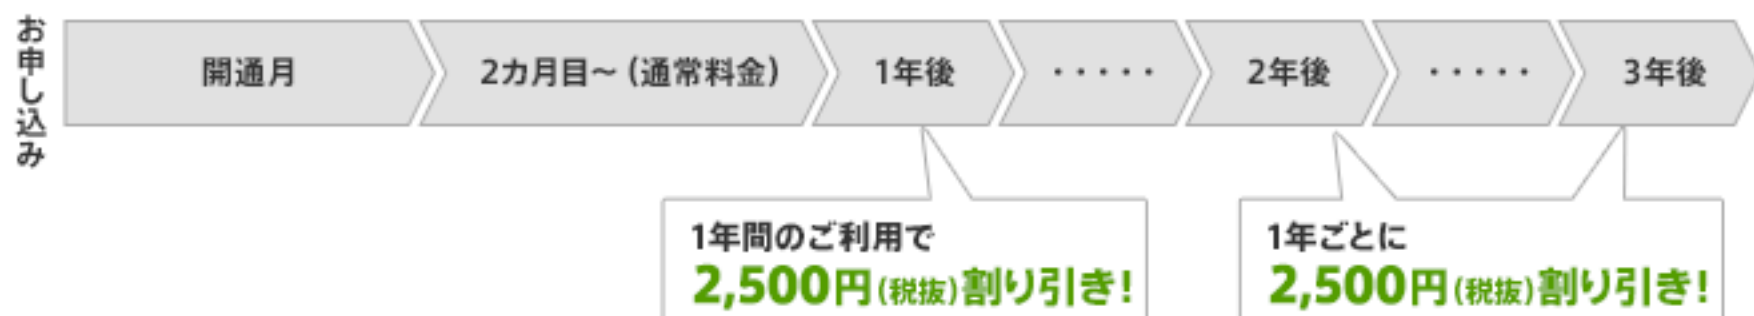 お申し込み
開通月
2カ月目～（通常料金）
1年後
・・・・・
2年後
・・・・・
3年後
1年間のご利用で
2,500円(税抜)割り引き!
1年ごとに
2,500円(税抜)割り引き!